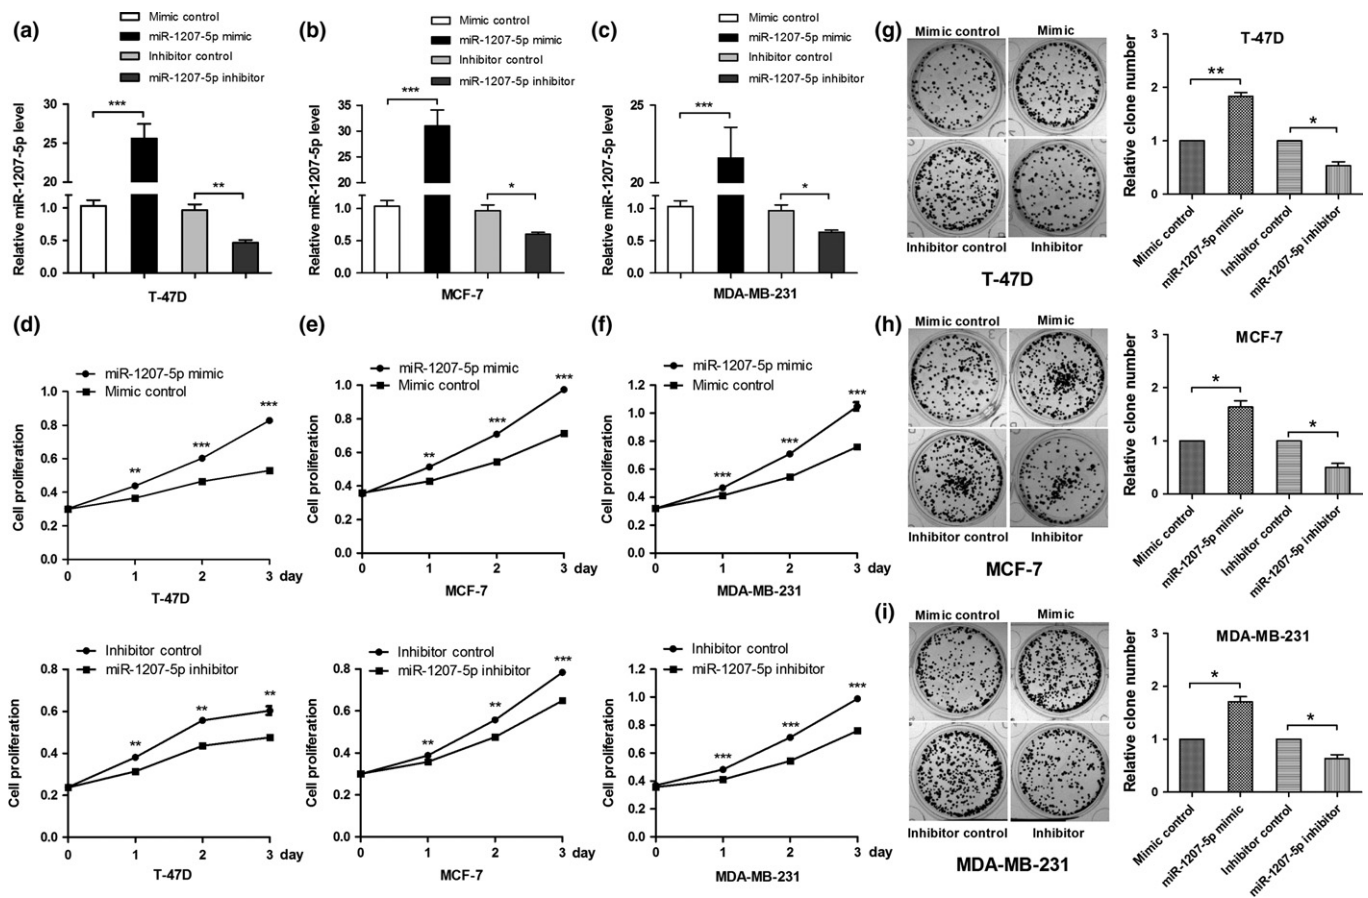 (a)
Mimic control
miR-1207-5p mimic
Inhibitor control
miR-1207-5p inhibitor
Relative miR-1207-5p level
30
25
20
1.0
0.5
0.0
***
**
T-47D
(b)
Mimic control
miR-1207-5p mimic
Inhibitor control
miR-1207-5p inhibitor
Relative miR-1207-5p level
35
30
25
20
1.0
0.5
0.0
***
*
MCF-7
(c)
Mimic control
miR-1207-5p mimic
Inhibitor control
miR-1207-5p inhibitor
Relative miR-1207-5p level
25
20
1.0
0.5
0.0
***
*
MDA-MB-231
(d)
miR-1207-5p mimic
Mimic control
Cell proliferation
1.0
0.8
0.6
0.4
0.2
0.0
**
***
***
0 1 2 3 day
T-47D
Inhibitor control
miR-1207-5p inhibitor
Cell proliferation
0.8
0.6
0.4
0.2
0.0
**
**
**
0 1 2 3 day
T-47D
(e)
miR-1207-5p mimic
Mimic control
Cell proliferation
1.0
0.8
0.6
0.4
0.2
0.0
**
***
***
0 1 2 3 day
MCF-7
Inhibitor control
miR-1207-5p inhibitor
Cell proliferation
0.8
0.6
0.4
0.2
0.0
**
**
***
0 1 2 3 day
MCF-7
(f)
miR-1207-5p mimic
Mimic control
Cell proliferation
1.2
1.0
0.8
0.6
0.4
0.2
0.0
***
***
***
0 1 2 3 day
MDA-MB-231
Inhibitor control
miR-1207-5p inhibitor
Cell proliferation
1.2
1.0
0.8
0.6
0.4
0.2
0.0
***
***
***
0 1 2 3 day
MDA-MB-231
(g)
Mimic control Mimic
Inhibitor control Inhibitor
T-47D
T-47D
Relative clone number
3
2
1
0
**
*
Mimic control
miR-1207-5p mimic
Inhibitor control
miR-1207-5p inhibitor
(h)
Mimic control Mimic
Inhibitor control Inhibitor
MCF-7
MCF-7
Relative clone number
3
2
1
0
*
*
Mimic control
miR-1207-5p mimic
Inhibitor control
miR-1207-5p inhibitor
(i)
Mimic control Mimic
Inhibitor control Inhibitor
MDA-MB-231
MDA-MB-231
Relative clone number
3
2
1
0
*
*
Mimic control
miR-1207-5p mimic
Inhibitor control
miR-1207-5p inhibitor